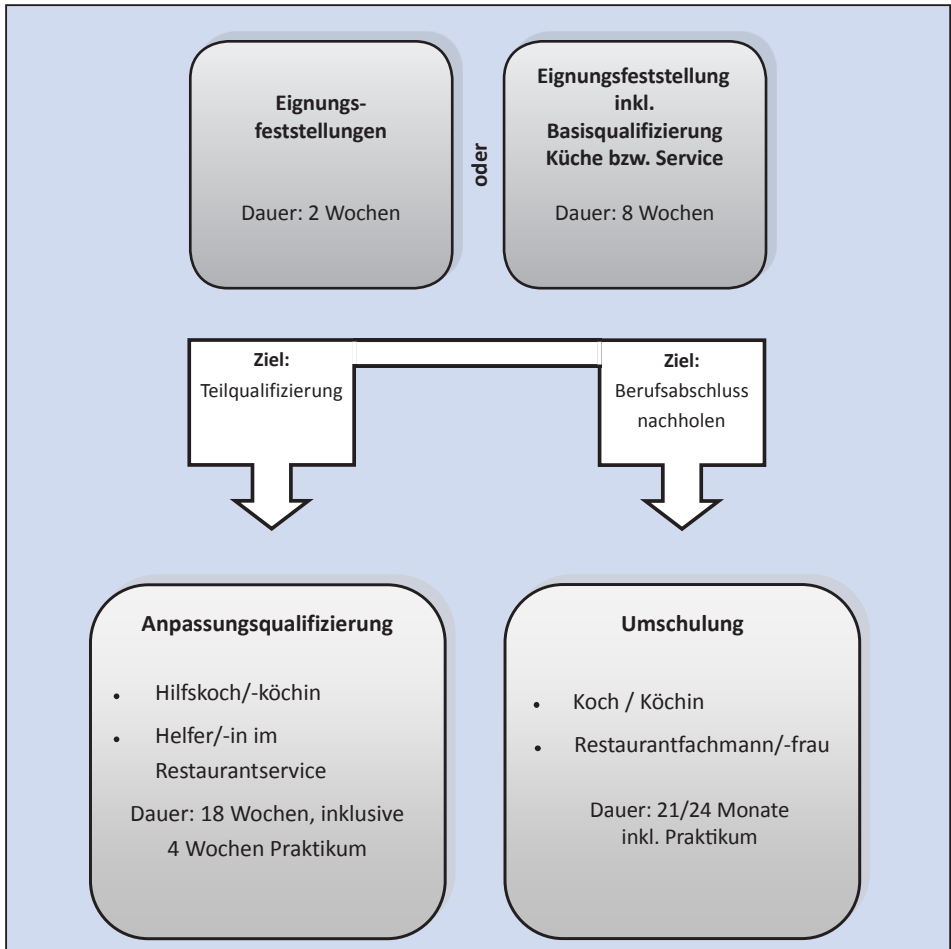 Eignungs-
feststellungen
Dauer: 2 Wochen
oder
Eignungsfeststellung
inkl.
Basisqualifizierung
Küche bzw. Service
Dauer: 8 Wochen
Ziel:
Teilqualifizierung
Ziel:
Berufsabschluss
nachholen
Anpassungsqualifizierung
• Hilfskoch/-köchin
• Helfer/-in im
Restaurantservice
Dauer: 18 Wochen, inklusive
4 Wochen Praktikum
Umschulung
• Koch / Köchin
• Restaurantfachmann/-frau
Dauer: 21/24 Monate
inkl. Praktikum